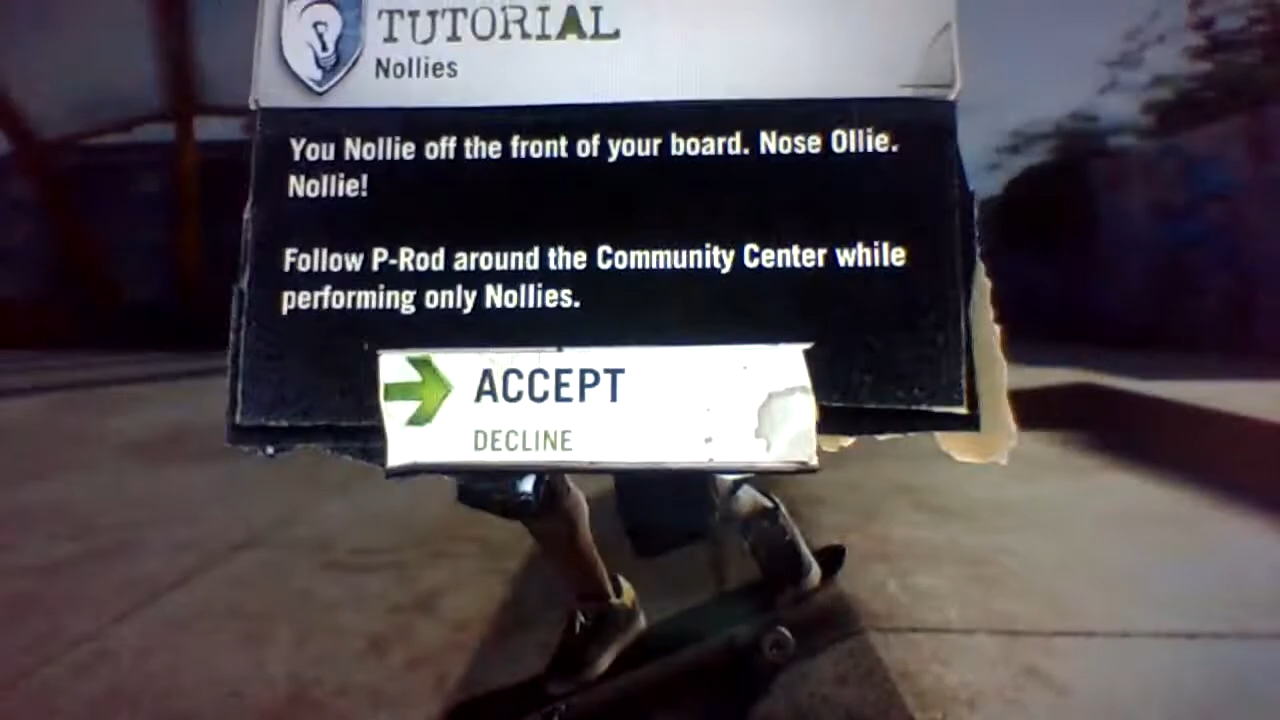 TUTORIAL
Nollies
You Nollie off the front of your board. Nose Ollie.
Nollie!
Follow P-Rod around the Community Center while
performing only Nollies.
ACCEPT
DECLINE